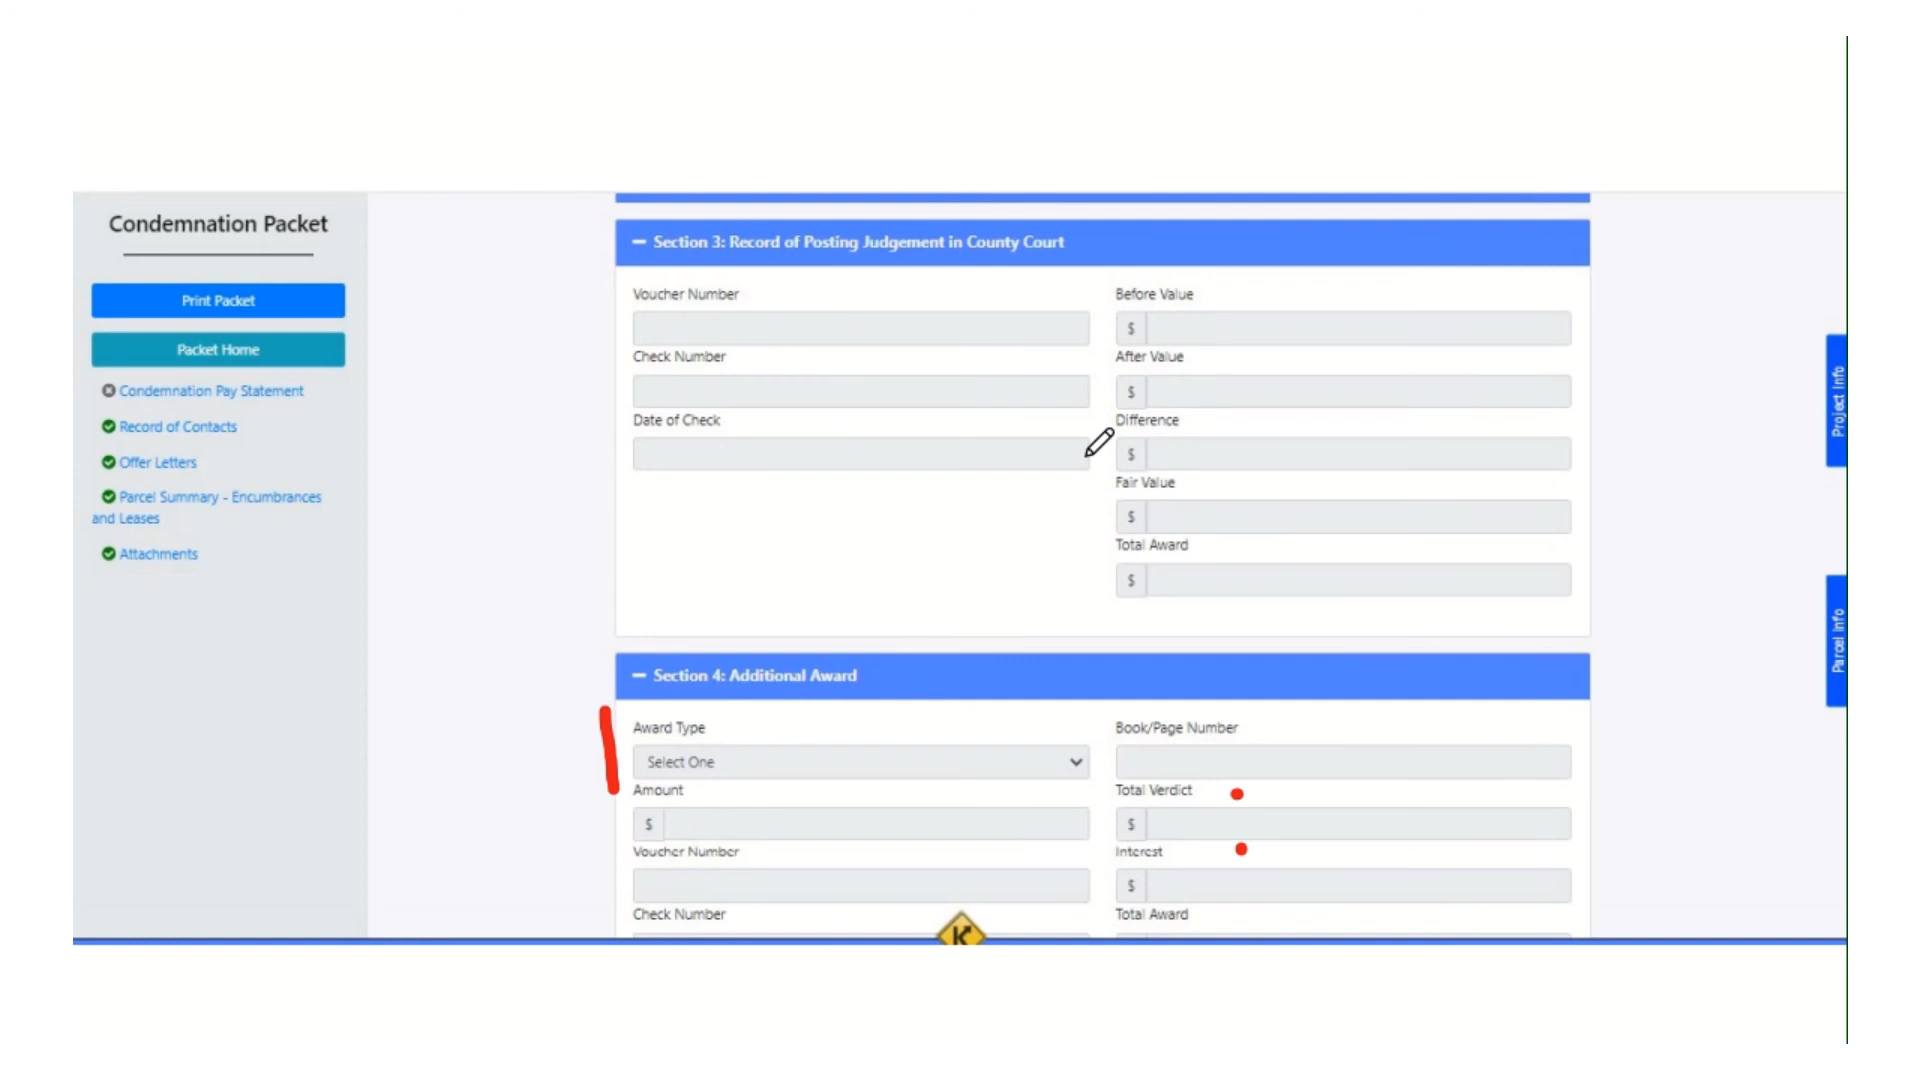 Condemnation Packet
Print Packet
Packet Home
Condemnation Pay Statement
Record of Contacts
Offer Letters
Parcel Summary - Encumbrances
and Leases
Attachments
Section 3: Record of Posting Judgement in County Court
Voucher Number
Check Number
Date of Check
Before Value
$
After Value
$
Difference
$
Fair Value
$
Total Award
$
Section 4: Additional Award
Award Type
Select One
Amount
$
Voucher Number
Check Number
Book/Page Number
Total Verdict
$
Interest
$
Total Award
K
Project Info
Parcel Info